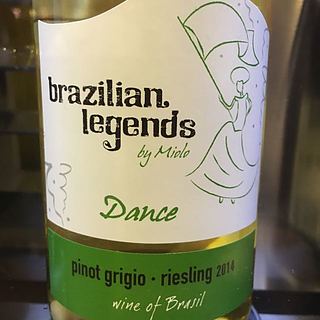 brazilian
legends
by Miolo
Dance
pinot grigio · riesling 2014
wine of Brasil